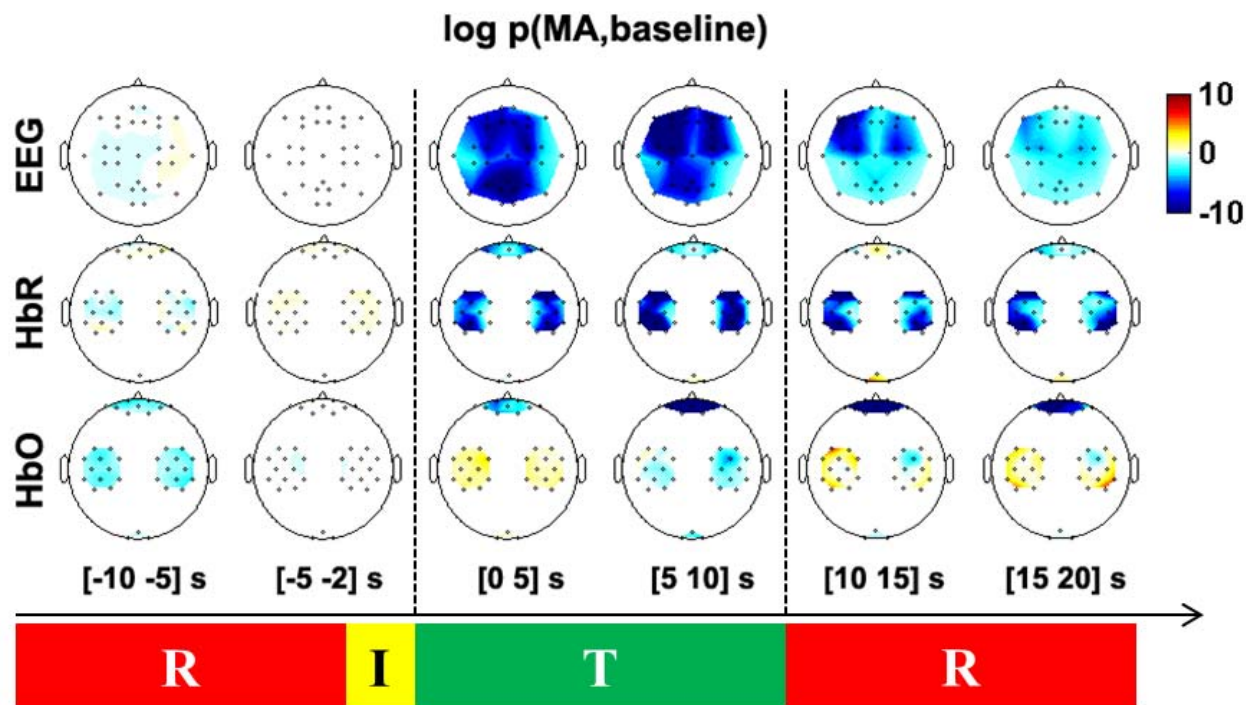 log p(MA,baseline)
EEG
10
0
-10
HbR
HbO
[-10 -5] s
[-5 -2] s
[0 5] s
[5 10] s
[10 15] s
[15 20] s
R
I
T
R